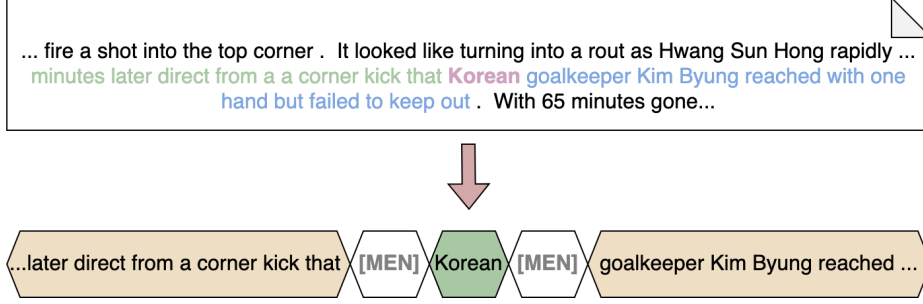 ... fire a shot into the top corner . It looked like turning into a rout as Hwang Sun Hong rapidly ...
minutes later direct from a a corner kick that Korean goalkeeper Kim Byung reached with one
hand but failed to keep out . With 65 minutes gone...
...later direct from a corner kick that [MEN] Korean [MEN] goalkeeper Kim Byung reached ...